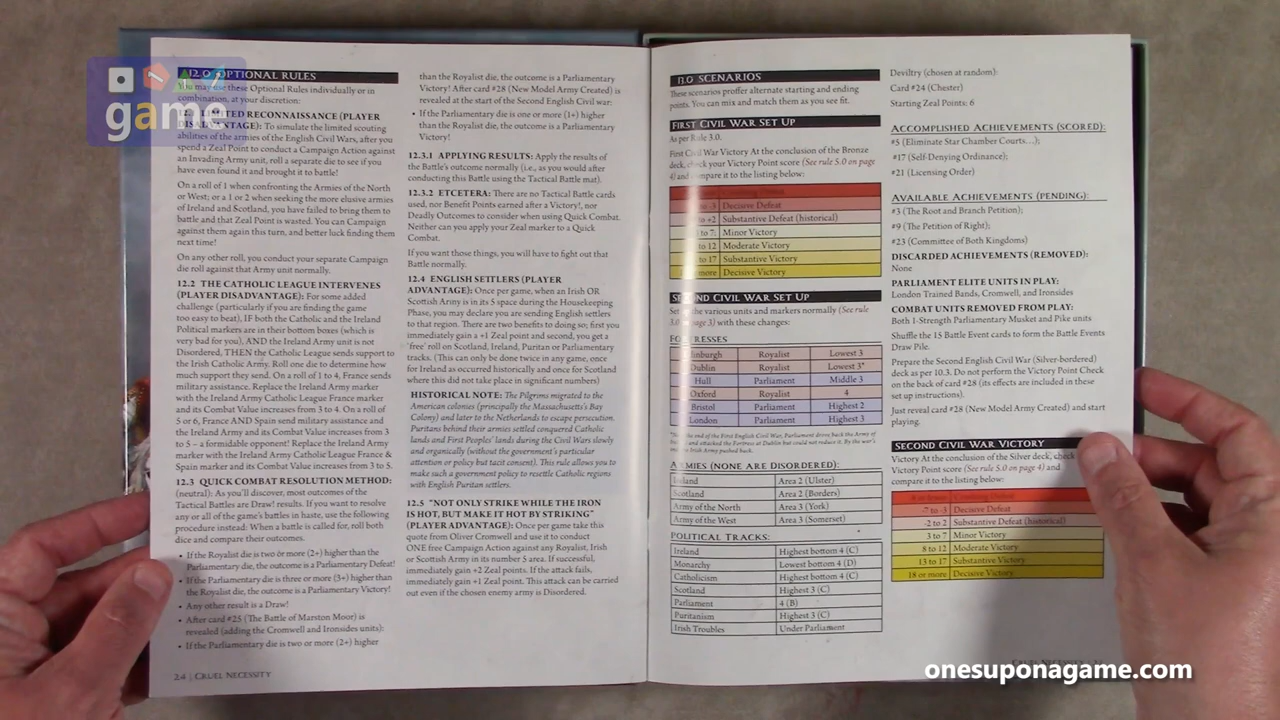 game
12.0 OPTIONAL RULES
You may use these Optional Rules individually or in
combination, at your discretion:
RECONNAISSANCE (PLAYER
To simulate the limited scouting
abilities of the armies of the English Civil Wars, after you
spend a Zeal Point to conduct a Campaign Action against
an Invading Army unit, roll a separate die to see if you
have even found it and brought it to battle!
On a roll of 1 when confronting the Armies of the North
or West; or a 1 or 2 when seeking the more elusive armies
of Ireland and Scotland, you have failed to bring them to
battle and that Zeal Point is wasted. You can Campaign
against them again this turn, and better luck finding them
next time!
On any other roll, you conduct your separate Campaign
die roll against that Army unit normally.
12.2 THE CATHOLIC LEAGUE INTERVENES
(PLAYER DISADVANTAGE): For some added
challenge (particularly if you are finding the game
too easy to beat), if both the Catholic and the Ireland
Political markers are in their bottom boxes (which is
very bad for you), AND the Ireland Army unit is not
Disordered, THEN the Catholic League sends support to
the Irish Catholic Army. Roll one die to determine how
much support they send. On a roll of 1 to 4, France sends
military assistance. Replace the Ireland Army marker
with the Ireland Army Catholic League France marker
and its Combat Value increases from 3 to 4. On a roll of
5 or 6, France AND Spain send military assistance and
the Ireland Army and its Combat Value increases from 3
to 5 – a formidable opponent! Replace the Ireland Army
marker with the Ireland Army Catholic League France &
Spain marker and its Combat Value increases from 3 to 5.
12.3 QUICK COMBAT RESOLUTION METHOD:
(neutral): As you'll discover, most outcomes of the
Tactical Battles are Draw! results. If you want to resolve
any or all of the game's battles in haste, use the following
procedure instead: When a battle is called for, roll both
dice and compare their outcomes.
• If the Royalist die is two or more (2+) higher than the
Parliamentary die, the outcome is a Parliamentary Defeat!
• If the Parliamentary die is three or more (3+) higher than
the Royalist die, the outcome is a Parliamentary Victory!
• Any other result is a Draw!
• After card #25 (The Battle of Marston Moor) is
revealed (adding the Cromwell and Ironsides units):
• If the Parliamentary die is two or more (2+) higher
24 | CRUEL NECESSITY
than the Royalist die, the outcome is a Parliamentary
Victory! After card #28 (New Model Army Created) is
revealed at the start of the Second English Civil war:
• If the Parliamentary die is one or more (1+) higher
than the Royalist die, the outcome is a Parliamentary
Victory!
12.3.1 APPLYING RESULTS: Apply the results of
the Battle's outcome normally (i.e., as you would after
conducting this Battle using the Tactical Battle mat).
12.3.2 ETCETERA: There are no Tactical Battle cards
used, nor Benefit Points earned after a Victory!, nor
Deadly Outcomes to consider when using Quick Combat.
Neither can you apply your Zeal marker to a Quick
Combat.
If you want those things, you will have to fight out that
Battle normally.
12.4 ENGLISH SETTLERS (PLAYER
ADVANTAGE): Once per game, when an Irish OR
Scottish Army is in its 5 space during the Housekeeping
Phase, you may declare you are sending English settlers
to that region. There are two benefits to doing so; first you
immediately gain a +1 Zeal point and second, you get a
'free' roll on Scotland, Ireland, Puritan or Parliamentary
tracks. (This can only be done twice in any game, once
for Ireland as occurred historically and once for Scotland
where this did not take place in significant numbers)
HISTORICAL NOTE: The Pilgrims migrated to the
American colonies (principally the Massachusetts's Bay
Colony) and later to the Netherlands to escape persecution.
Puritans behind their armies settled conquered Catholic
lands and First Peoples' lands during the Civil Wars slowly
and organically (without the government's particular
attention or policy but tacit consent). This rule allows you to
make such a government policy to resettle Catholic regions
with English Puritan settlers.
12.5 "NOT ONLY STRIKE WHILE THE IRON
IS HOT, BUT MAKE IT HOT BY STRIKING"
(PLAYER ADVANTAGE): Once per game take this
quote from Oliver Cromwell and use it to conduct
ONE free Campaign Action against any Royalist, Irish
or Scottish Army in its number 5 area. If successful,
immediately gain +2 Zeal points. If the attack fails,
immediately gain +1 Zeal point. This attack can be carried
out even if the chosen enemy army is Disordered.
13.0 SCENARIOS
These scenarios proffer alternate starting and ending
points. You can mix and match them as you see fit.
FIRST CIVIL WAR SET UP
As per Rule 3.0.
First Civil War Victory At the conclusion of the Bronze
deck, check your Victory Point score (See rule 5.0 on page
4) and compare it to the listing below:
to -3 Decisive Defeat
to +2 Substantive Defeat (historical)
to 7: Minor Victory
to 12 Moderate Victory
to 17 Substantive Victory
more Decisive Victory
SECOND CIVIL WAR SET UP
Set up the various units and markers normally (See rule
3.0 page 3) with these changes:
FORTRESSES
Edinburgh Royalist Lowest 3
Dublin Royalist Lowest 3*
Hull Parliament Middle 3
Oxford Royalist 4
Bristol Parliament Highest 2
London Parliament Highest 3
the end of the First English Civil War, Parliament drove back the Army of
and attacked the Fortress at Dublin but could not reduce it. By the war's
Irish Army pushed back.
ARMIES (NONE ARE DISORDERED):
Ireland Area 2 (Ulster)
Scotland Area 2 (Borders)
Army of the North Area 3 (York)
Army of the West Area 3 (Somerset)
POLITICAL TRACKS:
Ireland Highest bottom 4 (C)
Monarchy Lowest bottom 4 (D)
Catholicism Highest bottom 4 (C)
Scotland Highest 3 (C)
Parliament 4 (B)
Puritanism Highest 3 (C)
Irish Troubles Under Parliament
Deviltry (chosen at random):
Card #24 (Chester)
Starting Zeal Points: 6
ACCOMPLISHED ACHIEVEMENTS (SCORED):
#5 (Eliminate Star Chamber Courts...);
#17 (Self-Denying Ordinance);
#21 (Licensing Order)
AVAILABLE ACHIEVEMENTS (PENDING):
#3 (The Root and Branch Petition);
#9 (The Petition of Right);
#23 (Committee of Both Kingdoms)
DISCARDED ACHIEVEMENTS (REMOVED):
None
PARLIAMENT ELITE UNITS IN PLAY:
London Trained Bands, Cromwell, and Ironsides
COMBAT UNITS REMOVED FROM PLAY:
Both 1-Strength Parliamentary Musket and Pike units
Shuffle the 15 Battle Event cards to form the Battle Events
Draw Pile.
Prepare the Second English Civil War (Silver-bordered)
deck as per 10.3. Do not perform the Victory Point Check
on the back of card #28 (its effects are included in these
set up instructions).
Just reveal card #28 (New Model Army Created) and start
playing.
SECOND CIVIL WAR VICTORY
Victory At the conclusion of the Silver deck, check
Victory Point score (See rule 5.0 on page 4) and
compare it to the listing below:
-7 to -3 Decisive Defeat
-2 to 2 Substantive Defeat (historical)
3 to 7 Minor Victory
8 to 12 Moderate Victory
13 to 17 Substantive Victory
18 or more Decisive Victory
onesuponagame.com